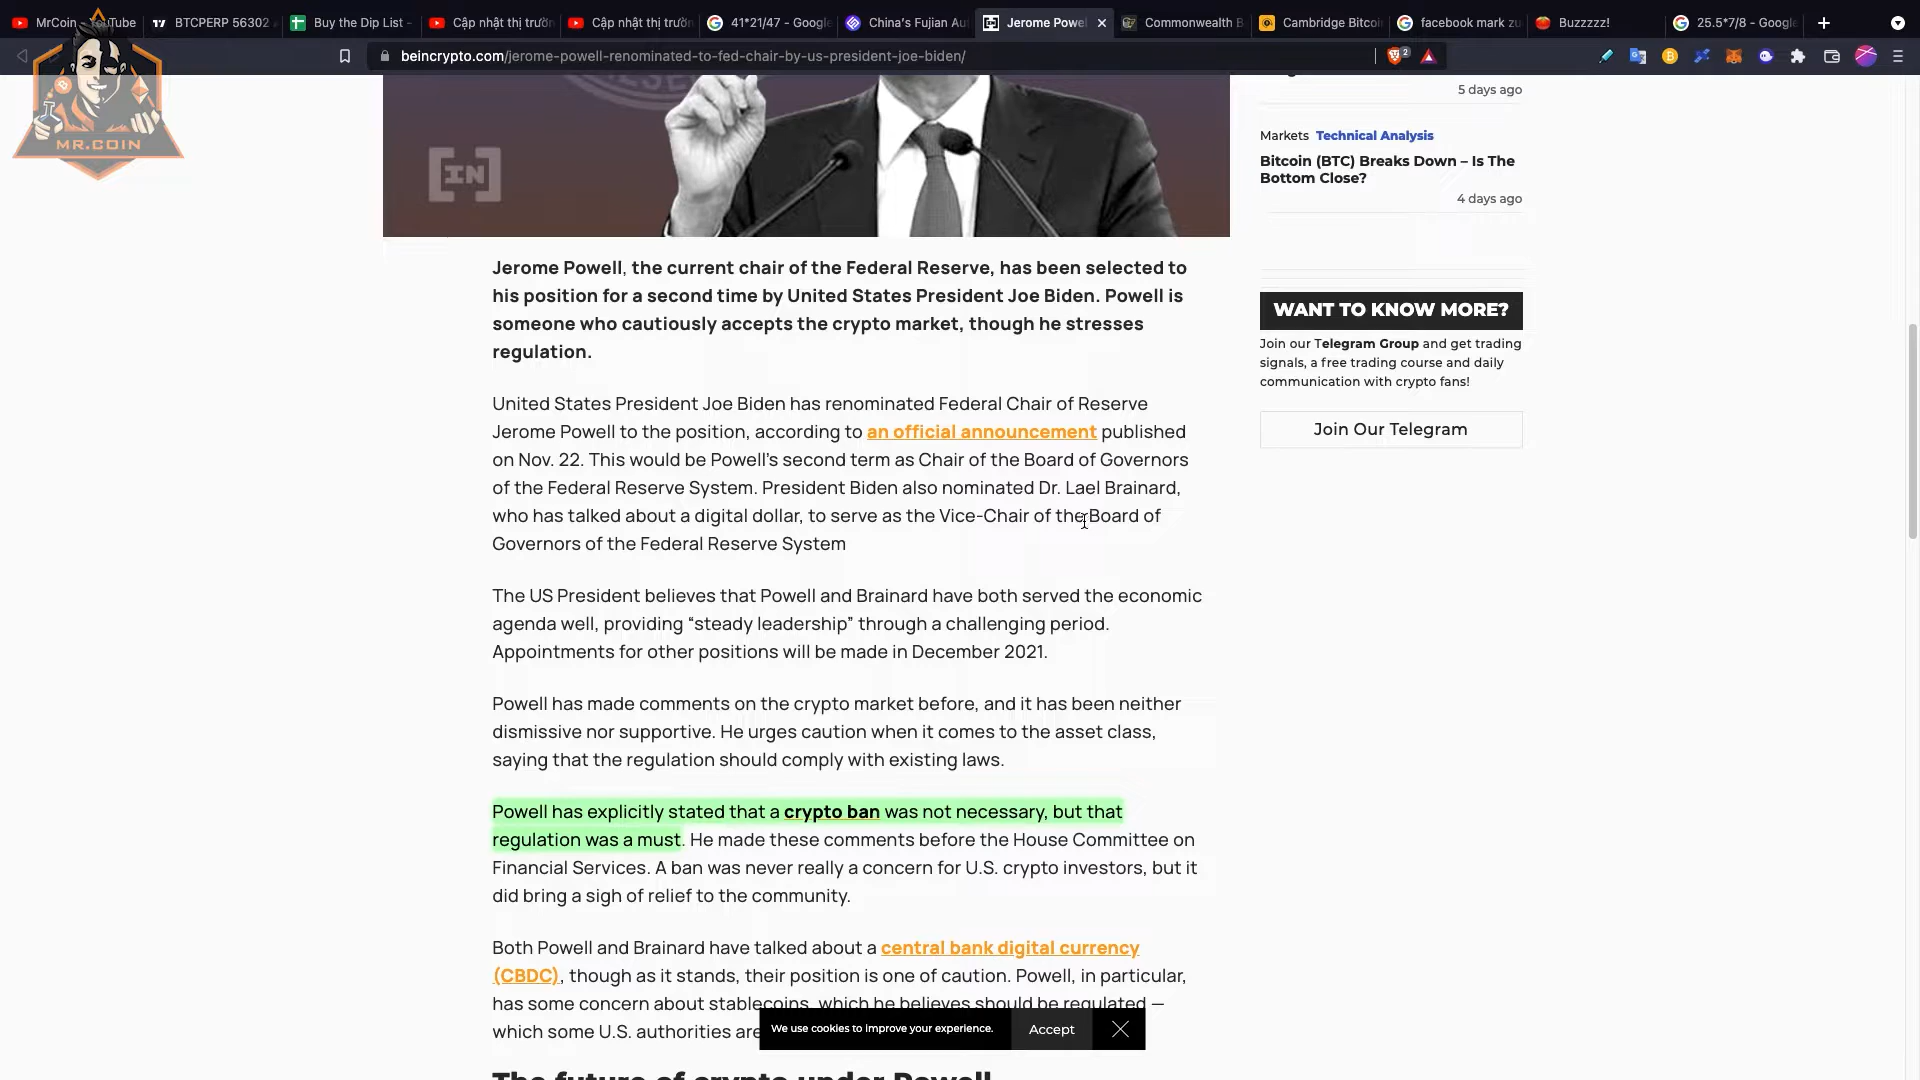 MrCoin - YouTube
BTCPERP 56302
Buy the Dip List -
Cập nhật thị trườn
Cập nhật thị trườn
41*21/47 - Google
China's Fujian Au
Jerome Powel
Commonwealth B
Cambridge Bitcoi
facebook mark zu
Buzzzzz!
25.5*7/8 - Google
beincrypto.com/jerome-powell-renominated-to-fed-chair-by-us-president-joe-biden/
2
MR.COIN
IN
5 days ago
Markets Technical Analysis
Bitcoin (BTC) Breaks Down – Is The
Bottom Close?
4 days ago
WANT TO KNOW MORE?
Join our Telegram Group and get trading
signals, a free trading course and daily
communication with crypto fans!
Join Our Telegram
Jerome Powell, the current chair of the Federal Reserve, has been selected to
his position for a second time by United States President Joe Biden. Powell is
someone who cautiously accepts the crypto market, though he stresses
regulation.
United States President Joe Biden has renominated Federal Chair of Reserve
Jerome Powell to the position, according to an official announcement published
on Nov. 22. This would be Powell's second term as Chair of the Board of Governors
of the Federal Reserve System. President Biden also nominated Dr. Lael Brainard,
who has talked about a digital dollar, to serve as the Vice-Chair of the Board of
Governors of the Federal Reserve System
The US President believes that Powell and Brainard have both served the economic
agenda well, providing “steady leadership” through a challenging period.
Appointments for other positions will be made in December 2021.
Powell has made comments on the crypto market before, and it has been neither
dismissive nor supportive. He urges caution when it comes to the asset class,
saying that the regulation should comply with existing laws.
Powell has explicitly stated that a crypto ban was not necessary, but that
regulation was a must. He made these comments before the House Committee on
Financial Services. A ban was never really a concern for U.S. crypto investors, but it
did bring a sigh of relief to the community.
Both Powell and Brainard have talked about a central bank digital currency
(CBDC), though as it stands, their position is one of caution. Powell, in particular,
has some concern about stablecoins, which he believes should be regulated —
which some U.S. authorities are
We use cookies to improve your experience.
Accept
The future of crypto under Powell